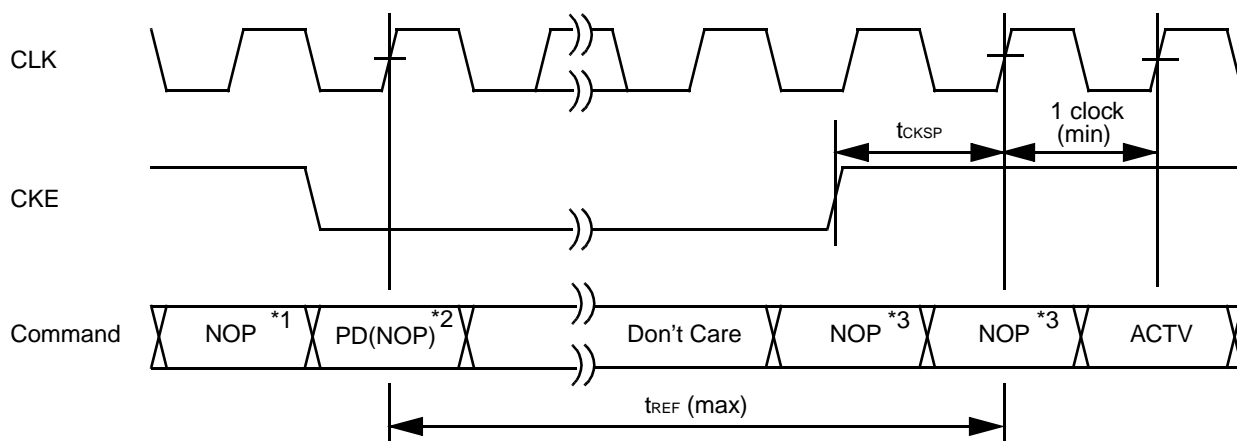 CLK
tCKSP
1 clock
(min)
CKE
Command
NOP *1
PD(NOP) *2
Don't Care
NOP *3
NOP *3
ACTV
tREF (max)